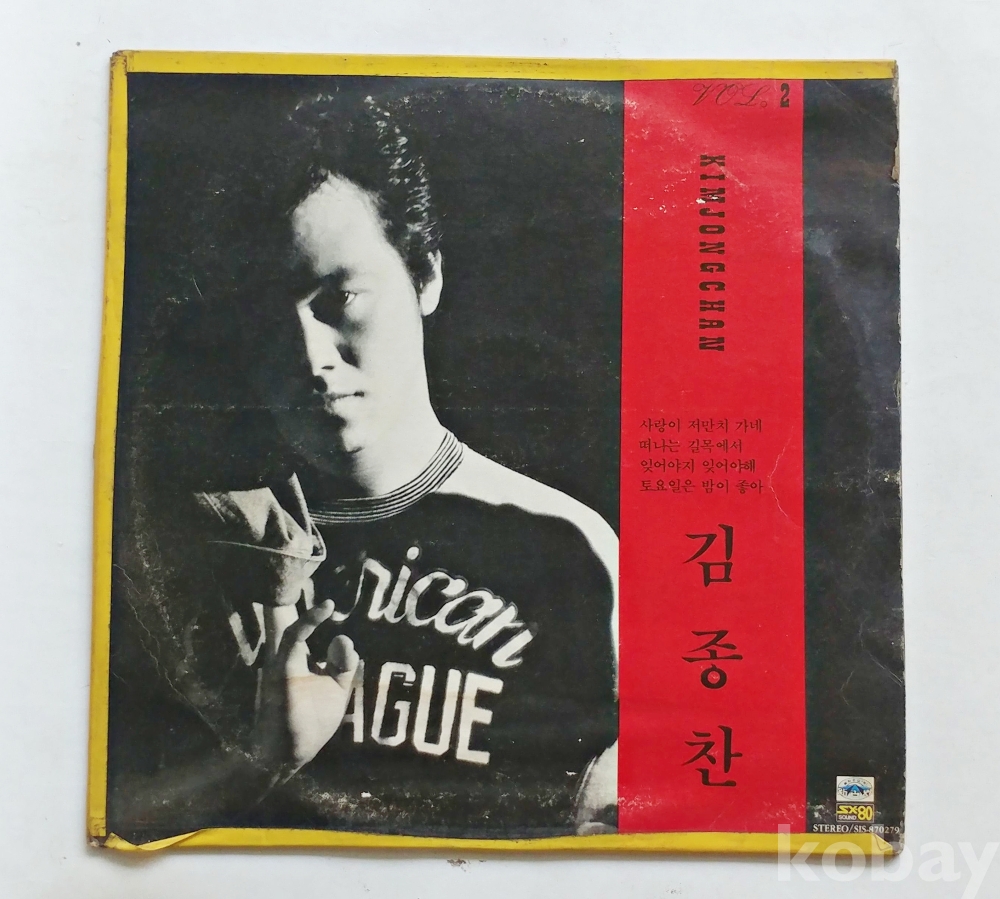 VOL. 2
KIMJONGCHAN
사랑이 저만치 가네
떠나는 길목에서
잊어야지 잊어야해
토요일은 밤이 좋아
김
종
찬
rican
AGUE
SX-80
SOUND
STEREO/SIS-870279
kobay